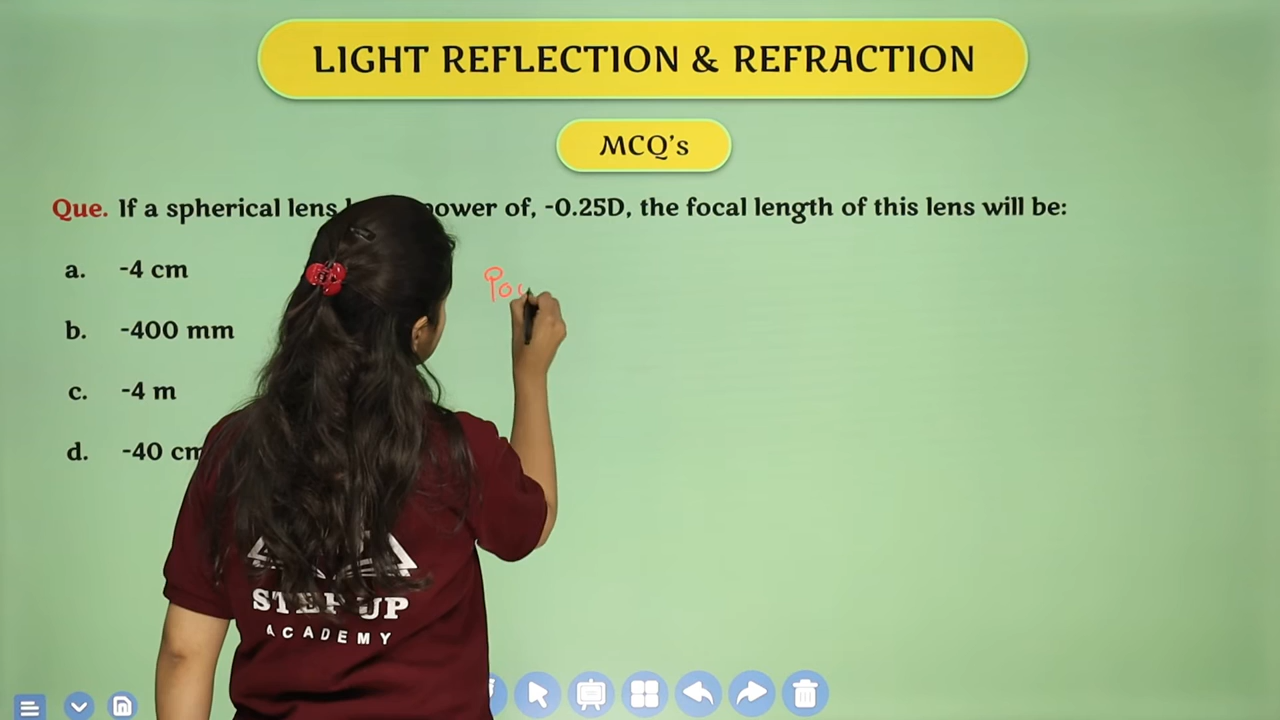 LIGHT REFLECTION & REFRACTION
MCQ's
Que. If a spherical lens power of, -0.25D, the focal length of this lens will be:
a. -4 cm
b. -400 mm
c. -4 m
d. -40 cm
Po
STEP UP
ACADEMY